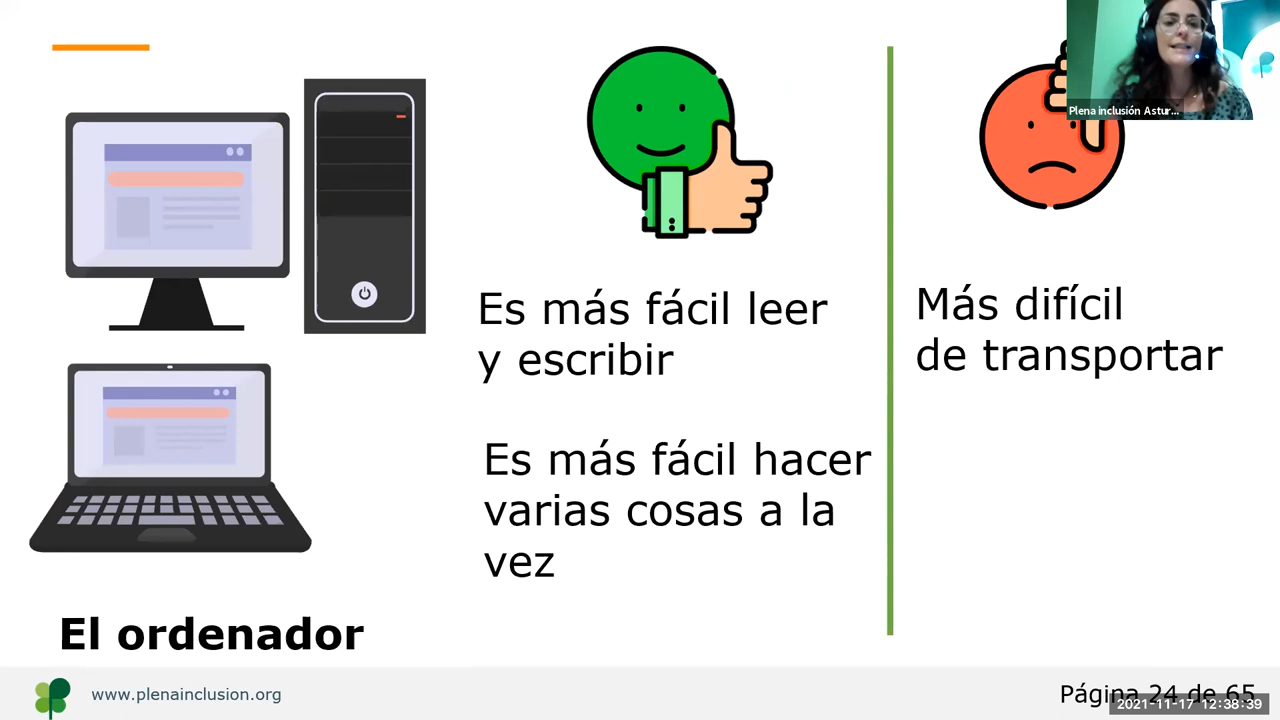 Plena inclusión Astur...
Es más fácil leer
y escribir
Más difícil
de transportar
Es más fácil hacer
varias cosas a la
vez
El ordenador
www.plenainclusion.org
Página 24 de 65
2021-11-17 12:38:39